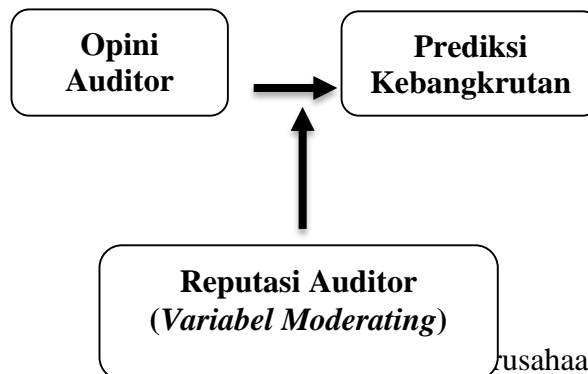 Opini
Auditor
Prediksi
Kebangkrutan
Reputasi Auditor
(Variabel Moderating)